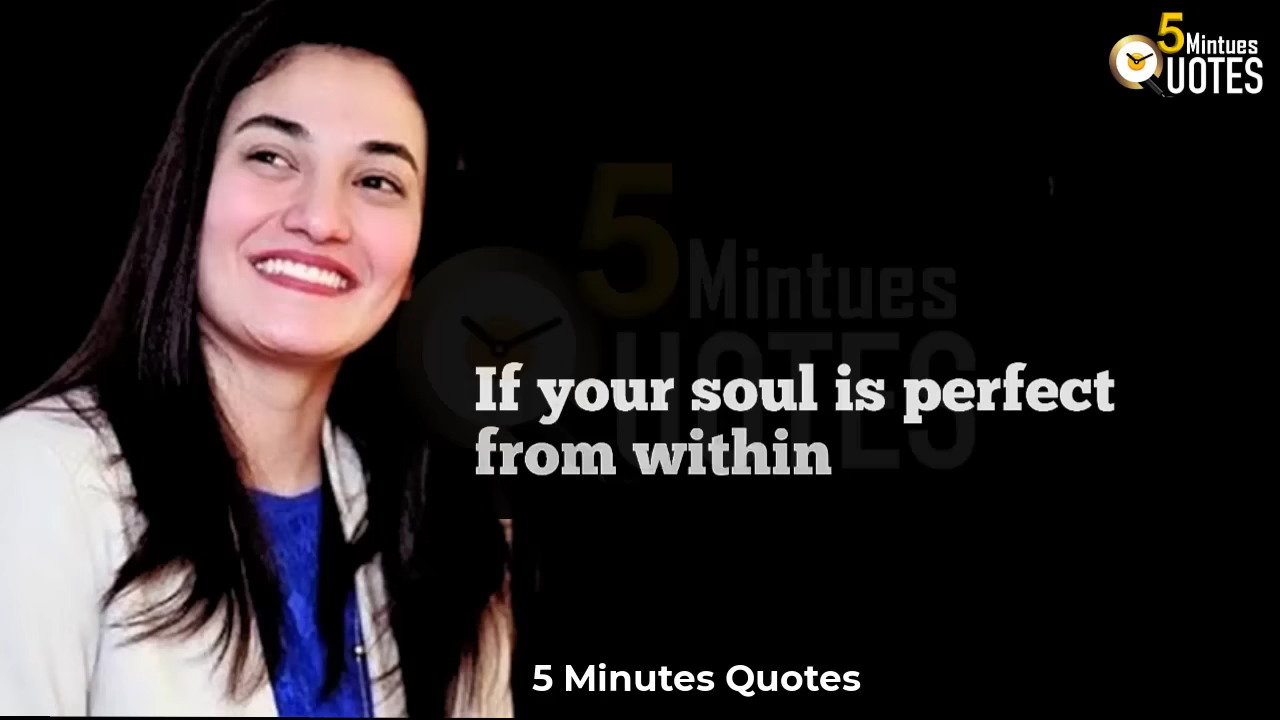 5 Mintues
QUOTES
5 Mintues
QUOTES
If your soul is perfect
from within
5 Minutes Quotes